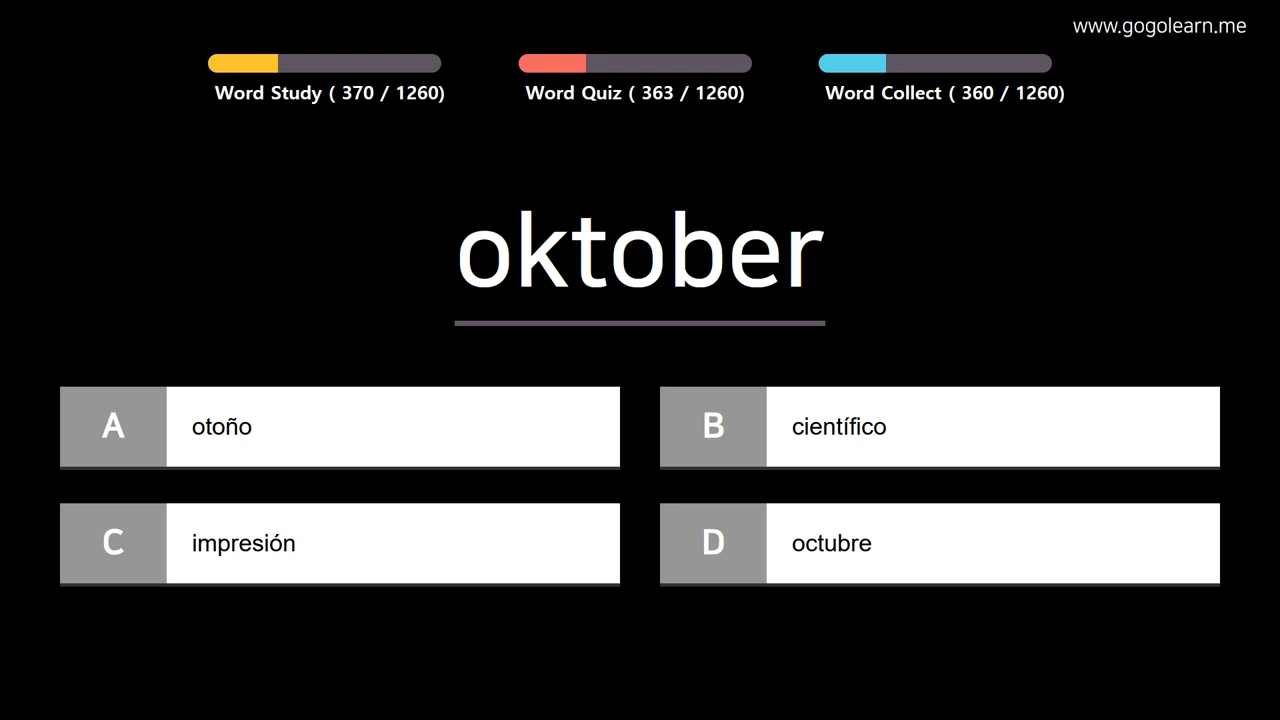 www.gogolearn.me
Word Study ( 370 / 1260)
Word Quiz ( 363 / 1260)
Word Collect ( 360 / 1260)
oktober
A otoño
B científico
C impresión
D octubre